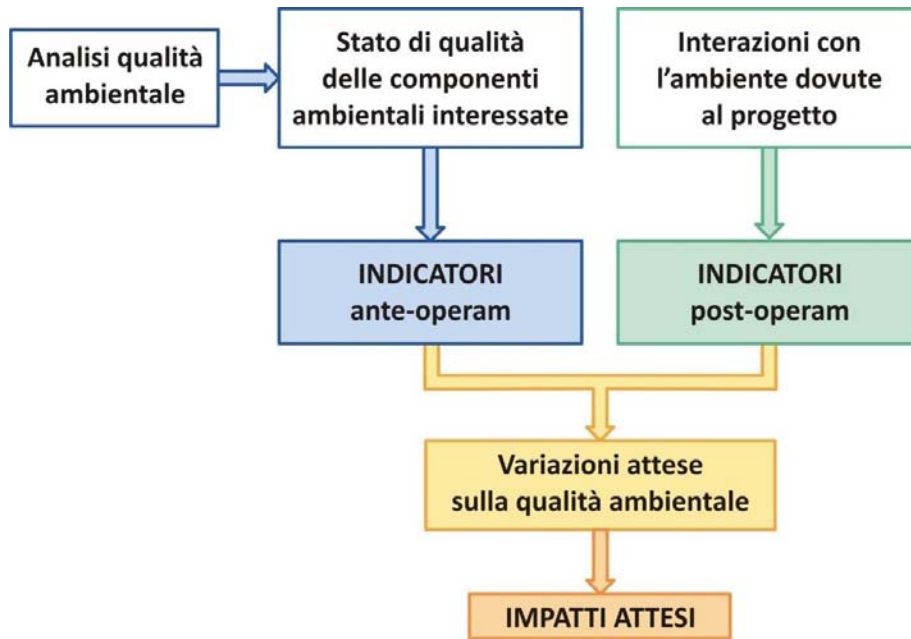 Analisi qualità
ambientale
Stato di qualità
delle componenti
ambientali interessate
Interazioni con
l’ambiente dovute
al progetto
INDICATORI
ante-operam
INDICATORI
post-operam
Variazioni attese
sulla qualità ambientale
IMPATTI ATTESI